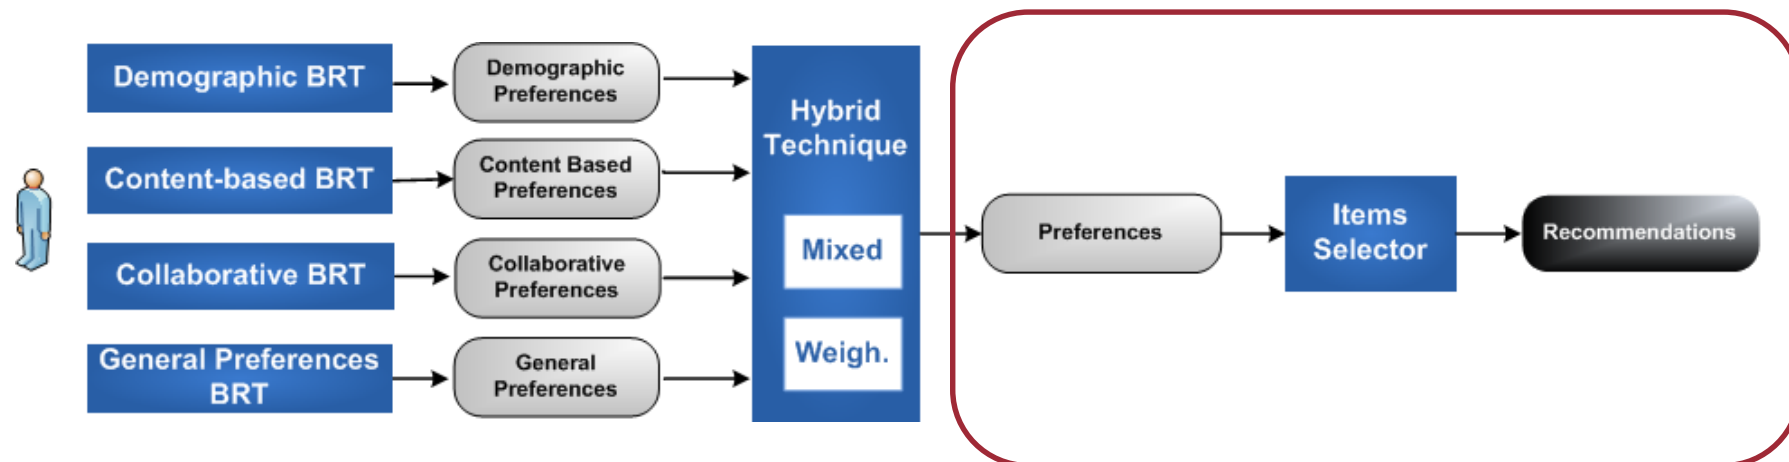 Demographic BRT
Demographic
Preferences
Content-based BRT
Content Based
Preferences
Collaborative BRT
Collaborative
Preferences
General Preferences
BRT
General
Preferences
Hybrid
Technique
Mixed
Weigh.
Preferences
Items
Selector
Recommendations